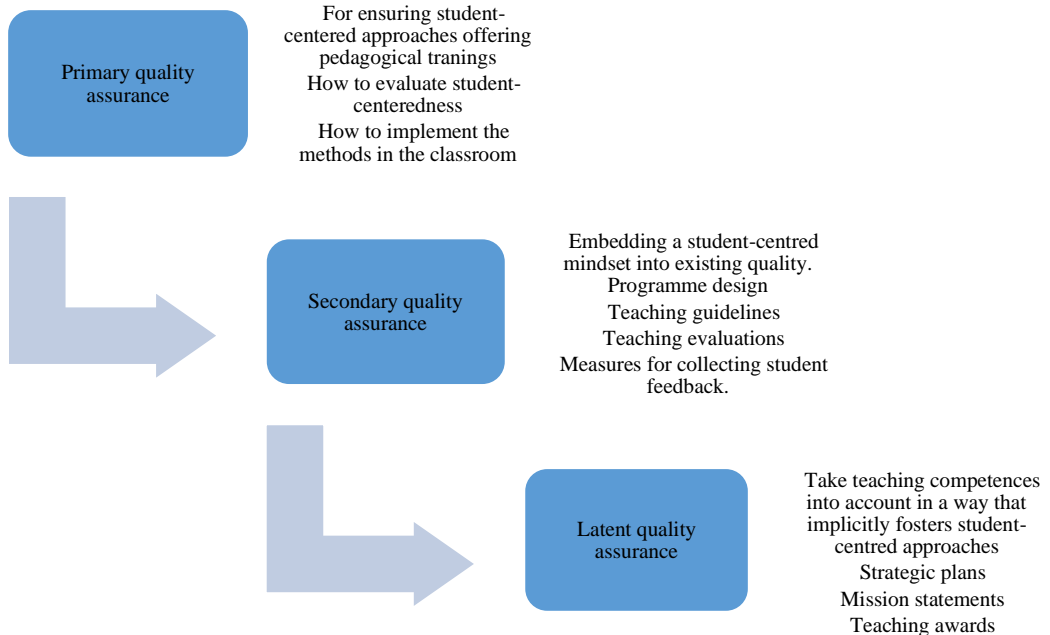 Primary quality
assurance
For ensuring student-
centered approaches offering
pedagogical tranings
How to evaluate student-
centeredness
How to implement the
methods in the classroom
Secondary quality
assurance
Embedding a student-centred
mindset into existing quality.
Programme design
Teaching guidelines
Teaching evaluations
Measures for collecting student
feedback.
Latent quality
assurance
Take teaching competences
into account in a way that
implicitly fosters student-
centred approaches
Strategic plans
Mission statements
Teaching awards